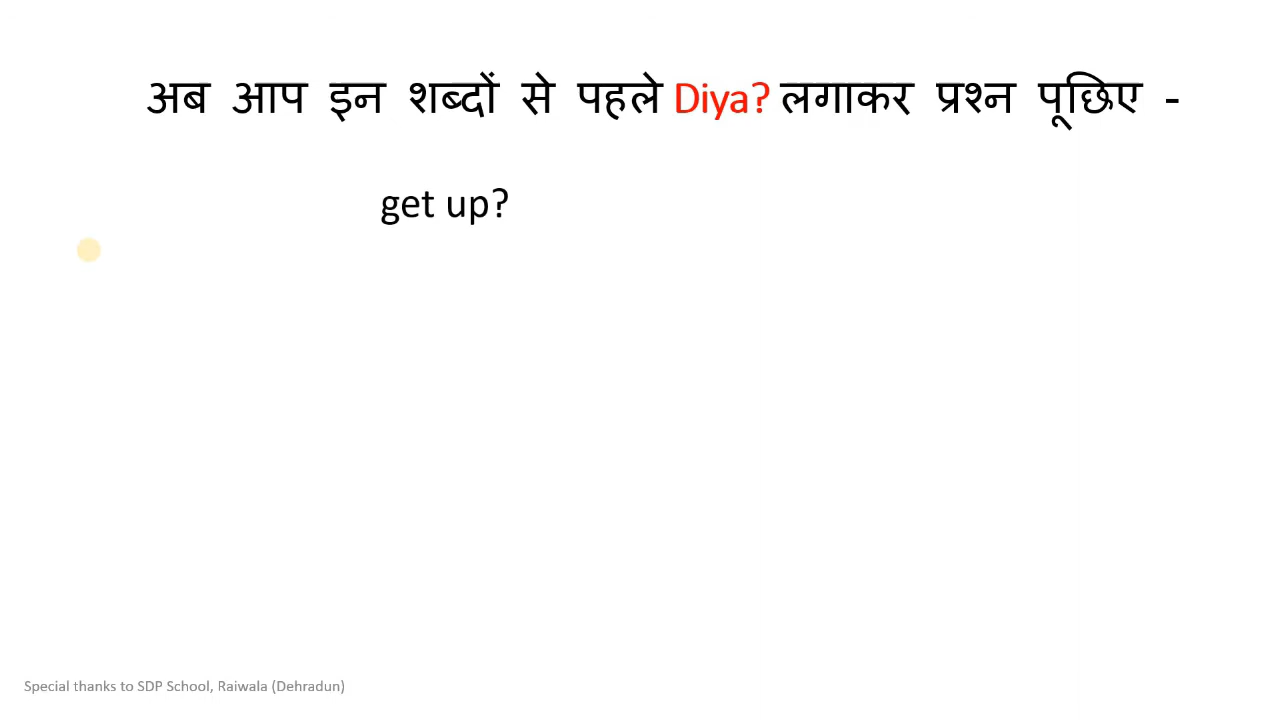 अब आप इन शब्दों से पहले Diya? लगाकर प्रश्न पूछिए -
get up?
Special thanks to SDP School, Raiwala (Dehradun)